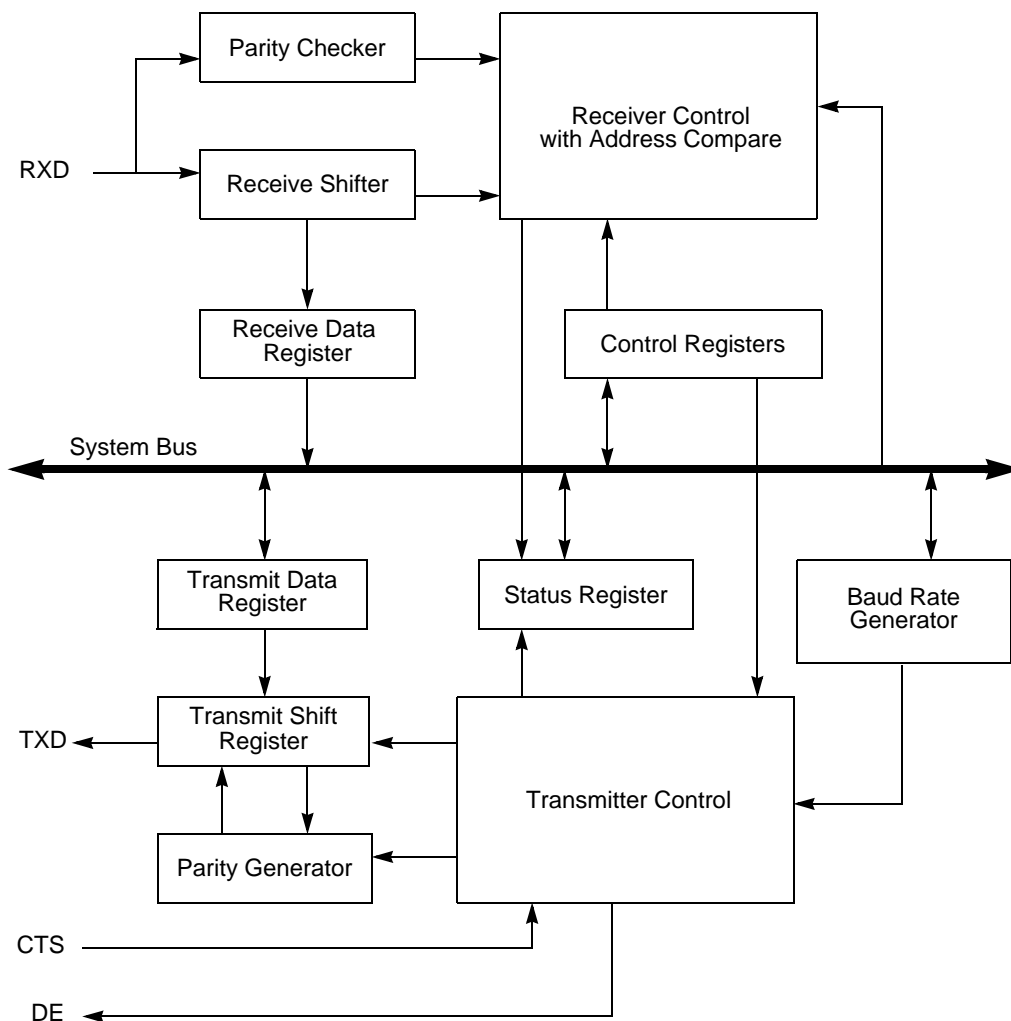 Parity Checker
Receiver Control
with Address Compare
RXD
Receive Shifter
Receive Data
Register
Control Registers
System Bus
Transmit Data
Register
Status Register
Baud Rate
Generator
Transmit Shift
Register
TXD
Transmitter Control
Parity Generator
CTS
DE